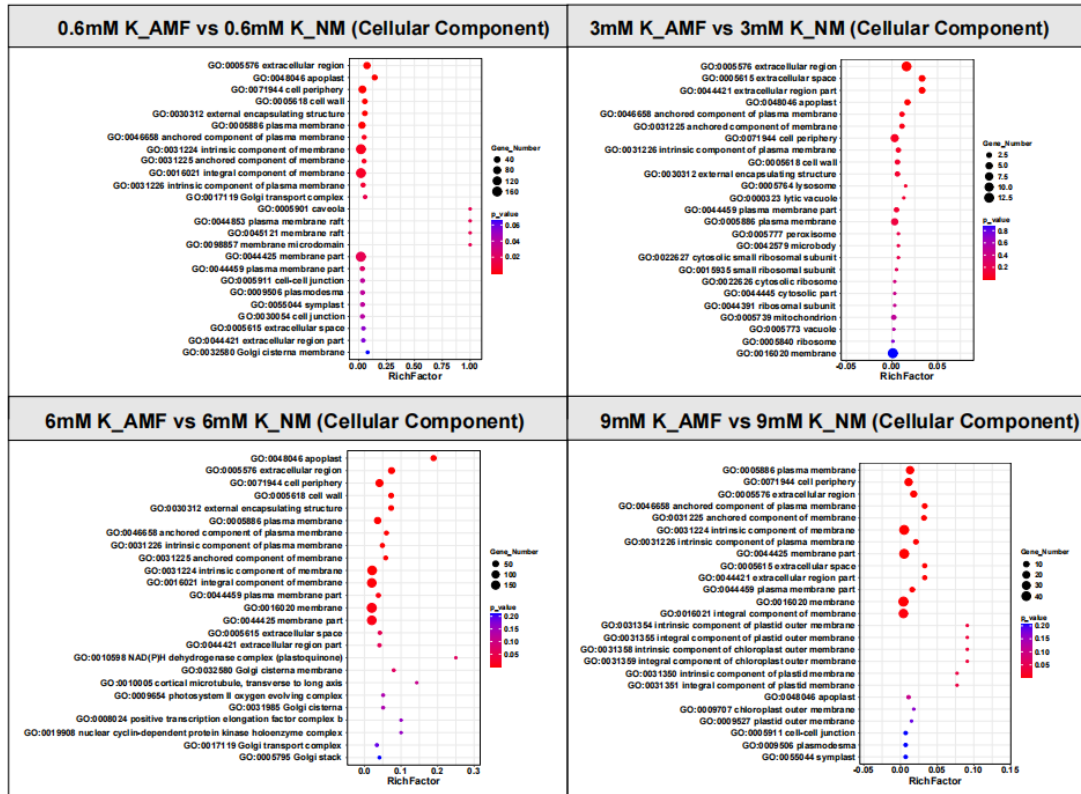 0.6mM K_AMF vs 0.6mM K_NM (Cellular Component)
GO:0005576 extracellular region
GO:0048046 apoplast
GO:0071944 cell periphery
GO:0005618 cell wall
GO:0030312 external encapsulating structure
GO:0005886 plasma membrane
GO:0046658 anchored component of plasma membrane
GO:0031224 intrinsic component of membrane
GO:0031225 anchored component of membrane
GO:0016021 integral component of membrane
GO:0031226 intrinsic component of plasma membrane
GO:0017119 Golgi transport complex
GO:0005901 caveola
GO:0044853 plasma membrane raft
GO:0045121 membrane raft
GO:0098857 membrane microdomain
GO:0044425 membrane part
GO:0044459 plasma membrane part
GO:0005911 cell-cell junction
GO:0009506 plasmodesma
GO:0055044 symplast
GO:0030054 cell junction
GO:0005615 extracellular space
GO:0044421 extracellular region part
GO:0032580 Golgi cisterna membrane
0.00 0.25 0.50 0.75 1.00
RichFactor
Gene_Number
40
80
120
160
p_value
0.06
0.04
0.02
3mM K_AMF vs 3mM K_NM (Cellular Component)
GO:0005576 extracellular region
GO:0005615 extracellular space
GO:0044421 extracellular region part
GO:0048046 apoplast
GO:0046658 anchored component of plasma membrane
GO:0031225 anchored component of membrane
GO:0071944 cell periphery
GO:0031226 intrinsic component of plasma membrane
GO:0005618 cell wall
GO:0030312 external encapsulating structure
GO:0005764 lysosome
GO:0000323 lytic vacuole
GO:0044459 plasma membrane part
GO:0005886 plasma membrane
GO:0005777 peroxisome
GO:0042579 microbody
GO:0022627 cytosolic small ribosomal subunit
GO:0015935 small ribosomal subunit
GO:0022626 cytosolic ribosome
GO:0044445 cytosolic part
GO:0044391 ribosomal subunit
GO:0005739 mitochondrion
GO:0005773 vacuole
GO:0005840 ribosome
GO:0016020 membrane
-0.05 0.00 0.05
RichFactor
Gene_Number
2.5
5.0
7.5
10.0
12.5
p_value
0.8
0.6
0.4
0.2
6mM K_AMF vs 6mM K_NM (Cellular Component)
GO:0048046 apoplast
GO:0005576 extracellular region
GO:0071944 cell periphery
GO:0005618 cell wall
GO:0030312 external encapsulating structure
GO:0005886 plasma membrane
GO:0046658 anchored component of plasma membrane
GO:0031226 intrinsic component of plasma membrane
GO:0031225 anchored component of membrane
GO:0031224 intrinsic component of membrane
GO:0016021 integral component of membrane
GO:0044459 plasma membrane part
GO:0016020 membrane
GO:0044425 membrane part
GO:0005615 extracellular space
GO:0044421 extracellular region part
GO:0010598 NAD(P)H dehydrogenase complex (plastoquinone)
GO:0032580 Golgi cisterna membrane
GO:0010005 cortical microtubule, transverse to long axis
GO:0009654 photosystem II oxygen evolving complex
GO:0031985 Golgi cisterna
GO:0008024 positive transcription elongation factor complex b
GO:0019908 nuclear cyclin-dependent protein kinase holoenzyme complex
GO:0017119 Golgi transport complex
GO:0005795 Golgi stack
0.0 0.1 0.2 0.3
RichFactor
Gene_Number
50
100
150
p_value
0.20
0.15
0.10
0.05
9mM K_AMF vs 9mM K_NM (Cellular Component)
GO:0005886 plasma membrane
GO:0071944 cell periphery
GO:0005576 extracellular region
GO:0046658 anchored component of plasma membrane
GO:0031225 anchored component of membrane
GO:0031224 intrinsic component of membrane
GO:0031226 intrinsic component of plasma membrane
GO:0044425 membrane part
GO:0005615 extracellular space
GO:0044421 extracellular region part
GO:0044459 plasma membrane part
GO:0016020 membrane
GO:0016021 integral component of membrane
GO:0031354 intrinsic component of plastid outer membrane
GO:0031355 integral component of plastid outer membrane
GO:0031358 intrinsic component of chloroplast outer membrane
GO:0031359 integral component of chloroplast outer membrane
GO:0031350 intrinsic component of plastid membrane
GO:0031351 integral component of plastid membrane
GO:0048046 apoplast
GO:0009707 chloroplast outer membrane
GO:0009527 plastid outer membrane
GO:0005911 cell-cell junction
GO:0009506 plasmodesma
GO:0055044 symplast
-0.05 0.00 0.05 0.10 0.15
RichFactor
Gene_Number
10
20
30
40
p_value
0.20
0.15
0.10
0.05